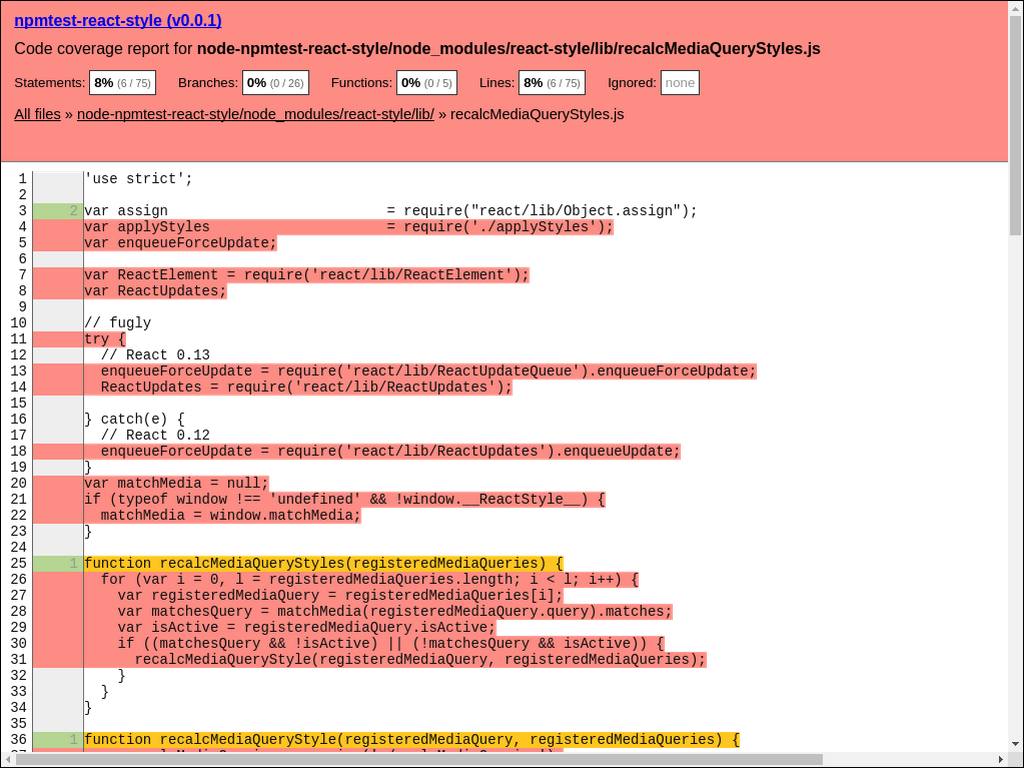 npmtest-react-style (v0.0.1)
Code coverage report for node-npmtest-react-style/node_modules/react-style/lib/recalcMediaQueryStyles.js
Statements: 8% (6 / 75) Branches: 0% (0 / 26) Functions: 0% (0 / 5) Lines: 8% (6 / 75) Ignored: none
All files » node-npmtest-react-style/node_modules/react-style/lib/ » recalcMediaQueryStyles.js
1 'use strict';
2
3 2 var assign                          = require("react/lib/Object.assign");
4 var applyStyles                     = require('./applyStyles');
5 var enqueueForceUpdate;
6
7 var ReactElement = require('react/lib/ReactElement');
8 var ReactUpdates;
9
10 // fugly
11 try {
12   // React 0.13
13   enqueueForceUpdate = require('react/lib/ReactUpdateQueue').enqueueForceUpdate;
14   ReactUpdates = require('react/lib/ReactUpdates');
15
16 } catch(e) {
17   // React 0.12
18   enqueueForceUpdate = require('react/lib/ReactUpdates').enqueueUpdate;
19 }
20 var matchMedia = null;
21 if (typeof window !== 'undefined' && !window.__ReactStyle__) {
22   matchMedia = window.matchMedia;
23 }
24
25 1 function recalcMediaQueryStyles(registeredMediaQueries) {
26   for (var i = 0, l = registeredMediaQueries.length; i < l; i++) {
27     var registeredMediaQuery = registeredMediaQueries[i];
28     var matchesQuery = matchMedia(registeredMediaQuery.query).matches;
29     var isActive = registeredMediaQuery.isActive;
30     if ((matchesQuery && !isActive) || (!matchesQuery && isActive)) {
31       recalcMediaQueryStyle(registeredMediaQuery, registeredMediaQueries);
32     }
33   }
34 }
35
36 1 function recalcMediaQueryStyle(registeredMediaQuery, registeredMediaQueries) {